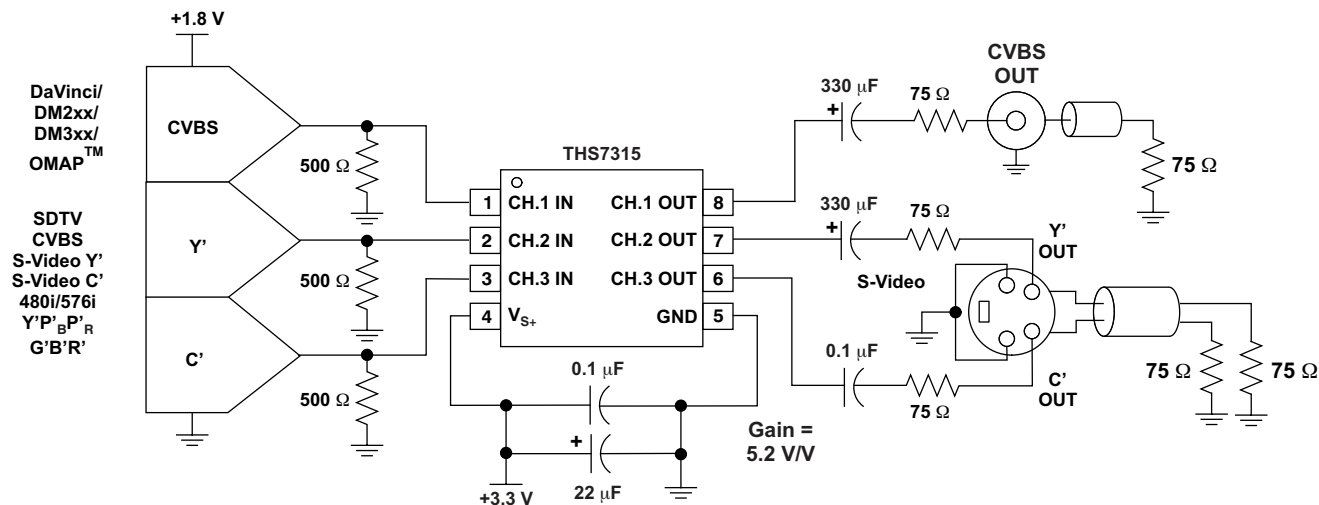 +1.8 V
DaVinci/
DM2xx/
DM3xx/
OMAP™
SDTV
CVBS
S-Video Y'
S-Video C'
480i/576i
Y'P'BP'R
G'B'R'
CVBS
Y'
C'
500 Ω
500 Ω
500 Ω
THS7315
1 CH.1 IN CH.1 OUT 8
2 CH.2 IN CH.2 OUT 7
3 CH.3 IN CH.3 OUT 6
4 VS+ GND 5
0.1 μF
+
22 μF
+3.3 V
Gain =
5.2 V/V
330 μF
+
75 Ω
CVBS
OUT
75 Ω
330 μF
+
75 Ω
Y'
OUT
S-Video
0.1 μF
75 Ω
C'
OUT
75 Ω
75 Ω